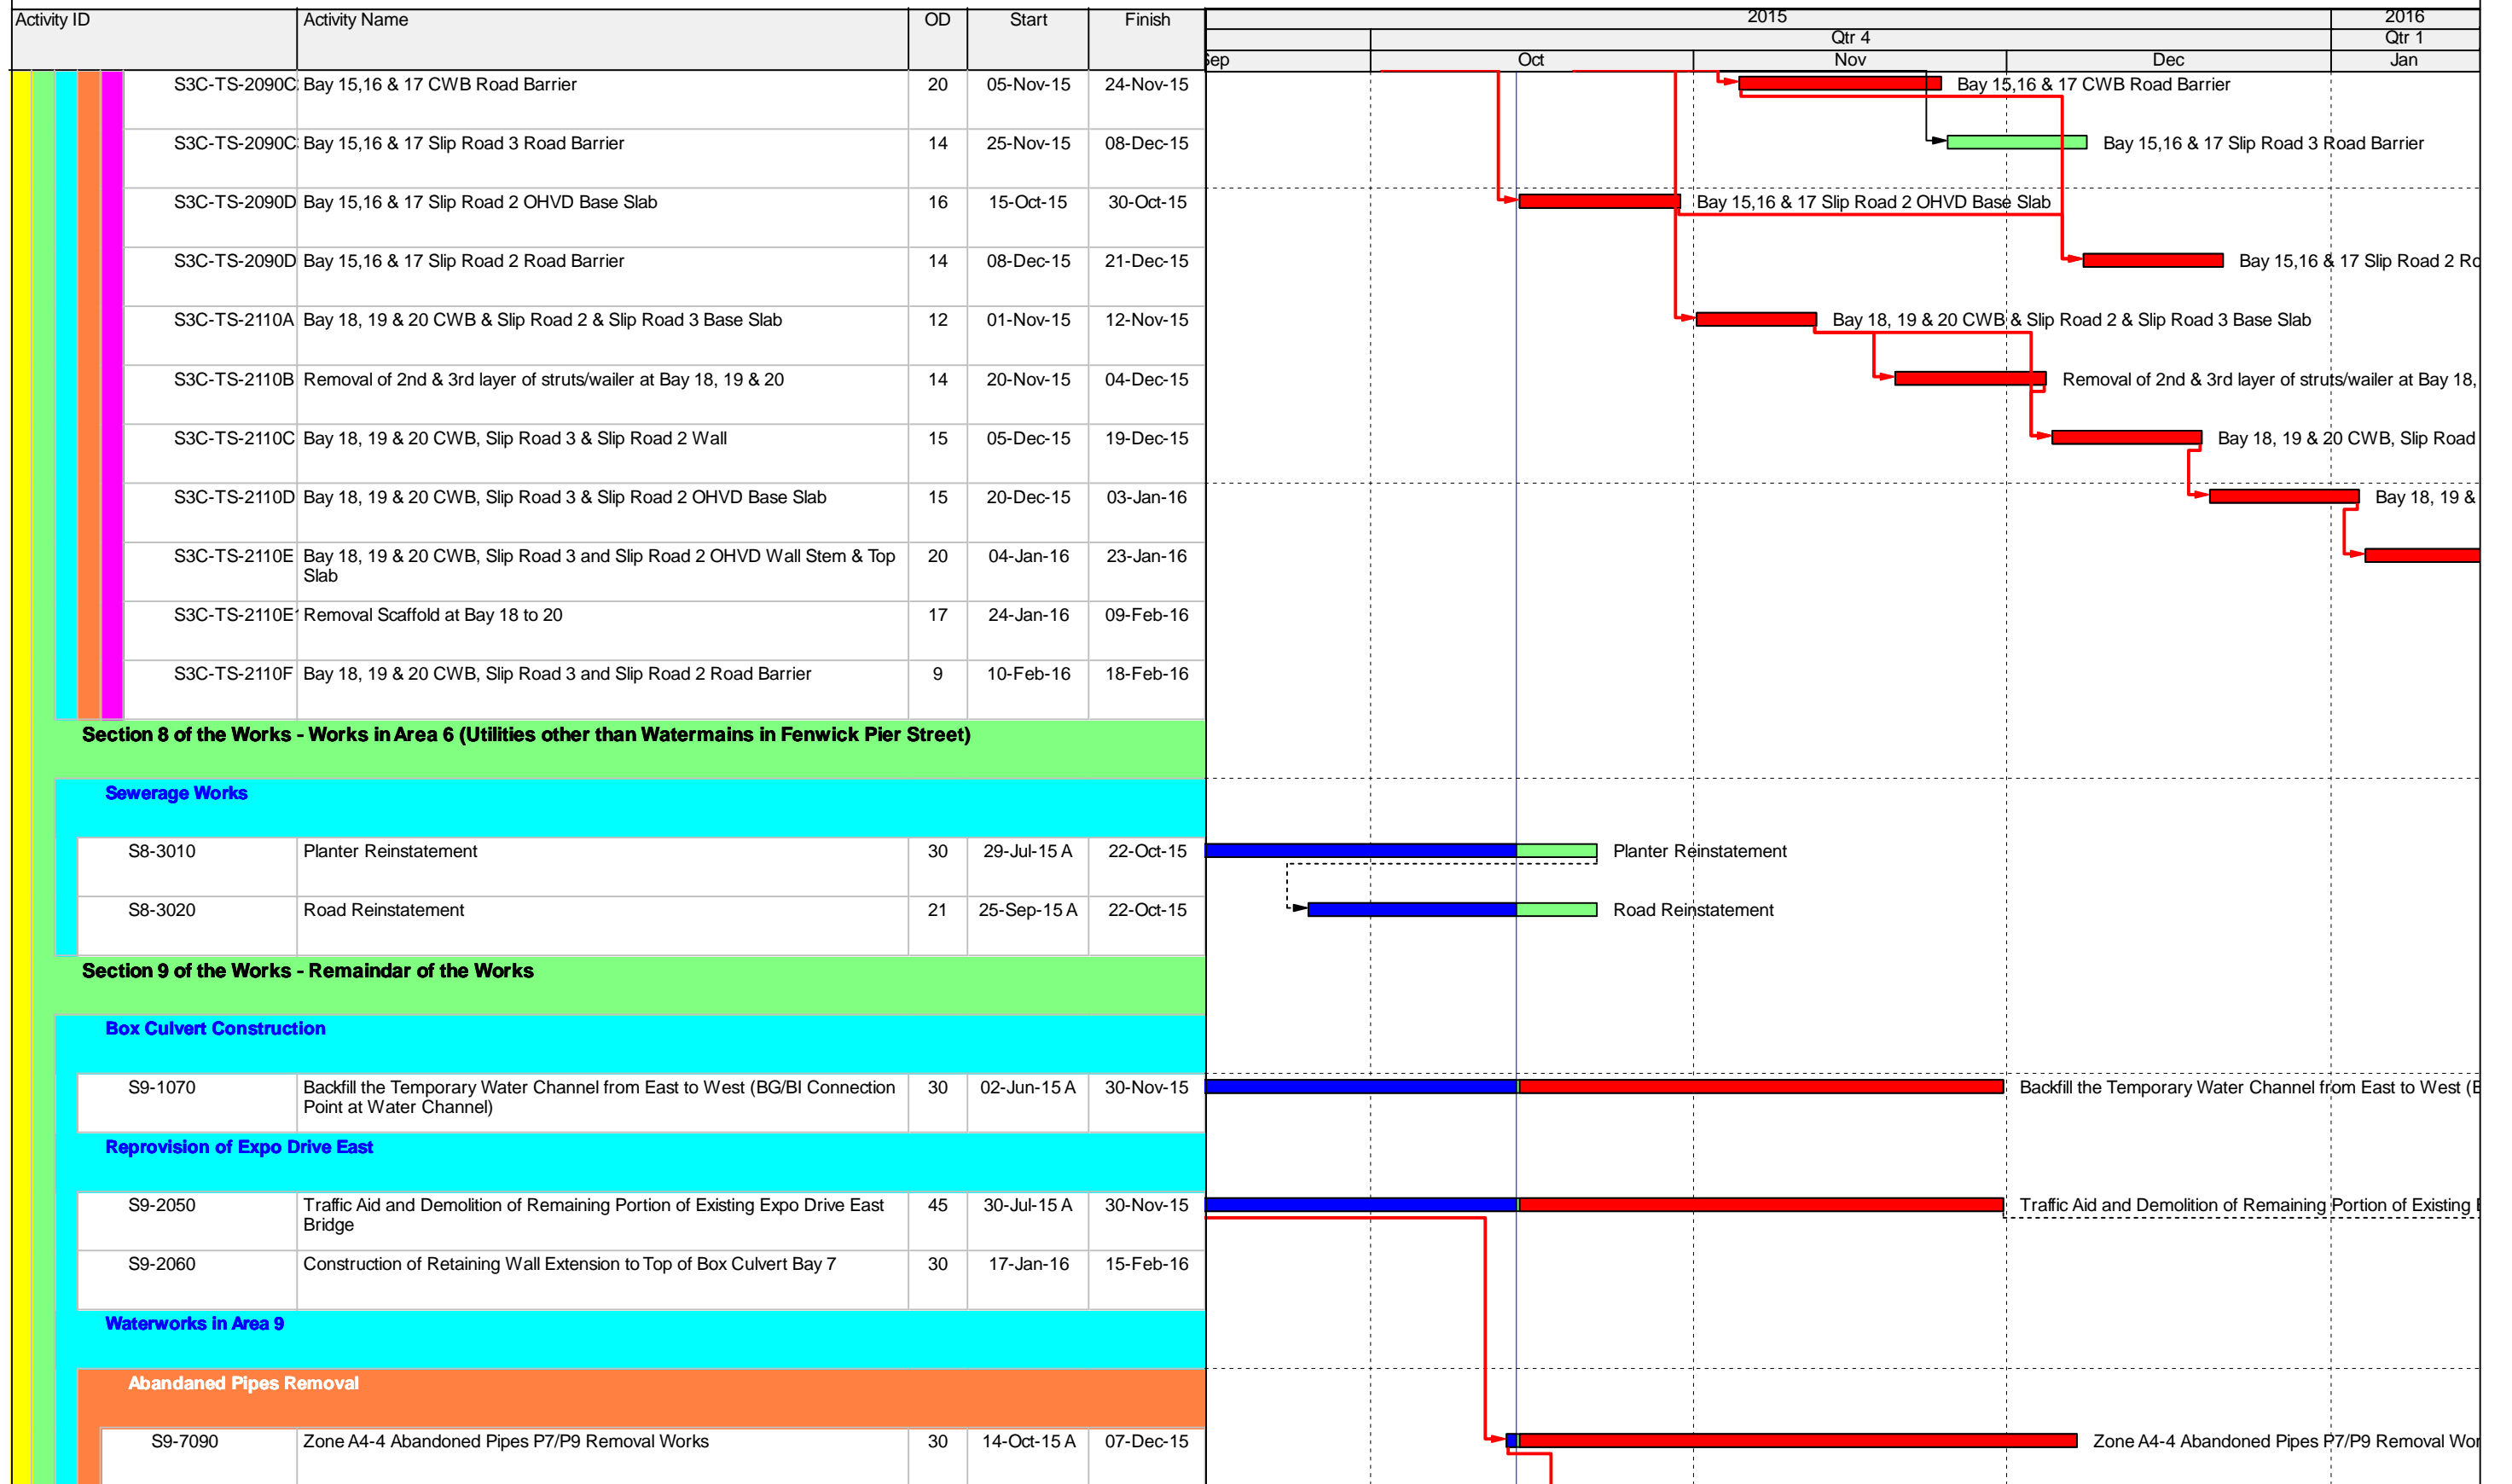 Activity ID Activity Name OD Start Finish 2015 2016
Qtr 4 Qtr 1
Sep Oct Nov Dec Jan
S3C-TS-2090C Bay 15,16 & 17 CWB Road Barrier 20 05-Nov-15 24-Nov-15 Bay 15,16 & 17 CWB Road Barrier
S3C-TS-2090C Bay 15,16 & 17 Slip Road 3 Road Barrier 14 25-Nov-15 08-Dec-15 Bay 15,16 & 17 Slip Road 3 Road Barrier
S3C-TS-2090D Bay 15,16 & 17 Slip Road 2 OHVD Base Slab 16 15-Oct-15 30-Oct-15 Bay 15,16 & 17 Slip Road 2 OHVD Base Slab
S3C-TS-2090D Bay 15,16 & 17 Slip Road 2 Road Barrier 14 08-Dec-15 21-Dec-15 Bay 15,16 & 17 Slip Road 2 Ro
S3C-TS-2110A Bay 18, 19 & 20 CWB & Slip Road 2 & Slip Road 3 Base Slab 12 01-Nov-15 12-Nov-15 Bay 18, 19 & 20 CWB & Slip Road 2 & Slip Road 3 Base Slab
S3C-TS-2110B Removal of 2nd & 3rd layer of struts/wailer at Bay 18, 19 & 20 14 20-Nov-15 04-Dec-15 Removal of 2nd & 3rd layer of struts/wailer at Bay 18,
S3C-TS-2110C Bay 18, 19 & 20 CWB, Slip Road 3 & Slip Road 2 Wall 15 05-Dec-15 19-Dec-15 Bay 18, 19 & 20 CWB, Slip Road
S3C-TS-2110D Bay 18, 19 & 20 CWB, Slip Road 3 & Slip Road 2 OHVD Base Slab 15 20-Dec-15 03-Jan-16 Bay 18, 19 &
S3C-TS-2110E Bay 18, 19 & 20 CWB, Slip Road 3 and Slip Road 2 OHVD Wall Stem & Top 20 04-Jan-16 23-Jan-16
Slab
S3C-TS-2110E1 Removal Scaffold at Bay 18 to 20 17 24-Jan-16 09-Feb-16
S3C-TS-2110F Bay 18, 19 & 20 CWB, Slip Road 3 and Slip Road 2 Road Barrier 9 10-Feb-16 18-Feb-16
Section 8 of the Works - Works in Area 6 (Utilities other than Watermains in Fenwick Pier Street)
Sewerage Works
S8-3010 Planter Reinstatement 30 29-Jul-15 A 22-Oct-15 Planter Reinstatement
S8-3020 Road Reinstatement 21 25-Sep-15 A 22-Oct-15 Road Reinstatement
Section 9 of the Works - Remaindar of the Works
Box Culvert Construction
S9-1070 Backfill the Temporary Water Channel from East to West (BG/BI Connection 30 02-Jun-15 A 30-Nov-15 Backfill the Temporary Water Channel from East to West (B
Point at Water Channel)
Reprovision of Expo Drive East
S9-2050 Traffic Aid and Demolition of Remaining Portion of Existing Expo Drive East 45 30-Jul-15 A 30-Nov-15 Traffic Aid and Demolition of Remaining Portion of Existing
Bridge
S9-2060 Construction of Retaining Wall Extension to Top of Box Culvert Bay 7 30 17-Jan-16 15-Feb-16
Waterworks in Area 9
Abandaned Pipes Removal
S9-7090 Zone A4-4 Abandoned Pipes P7/P9 Removal Works 30 14-Oct-15 A 07-Dec-15 Zone A4-4 Abandoned Pipes P7/P9 Removal Wor